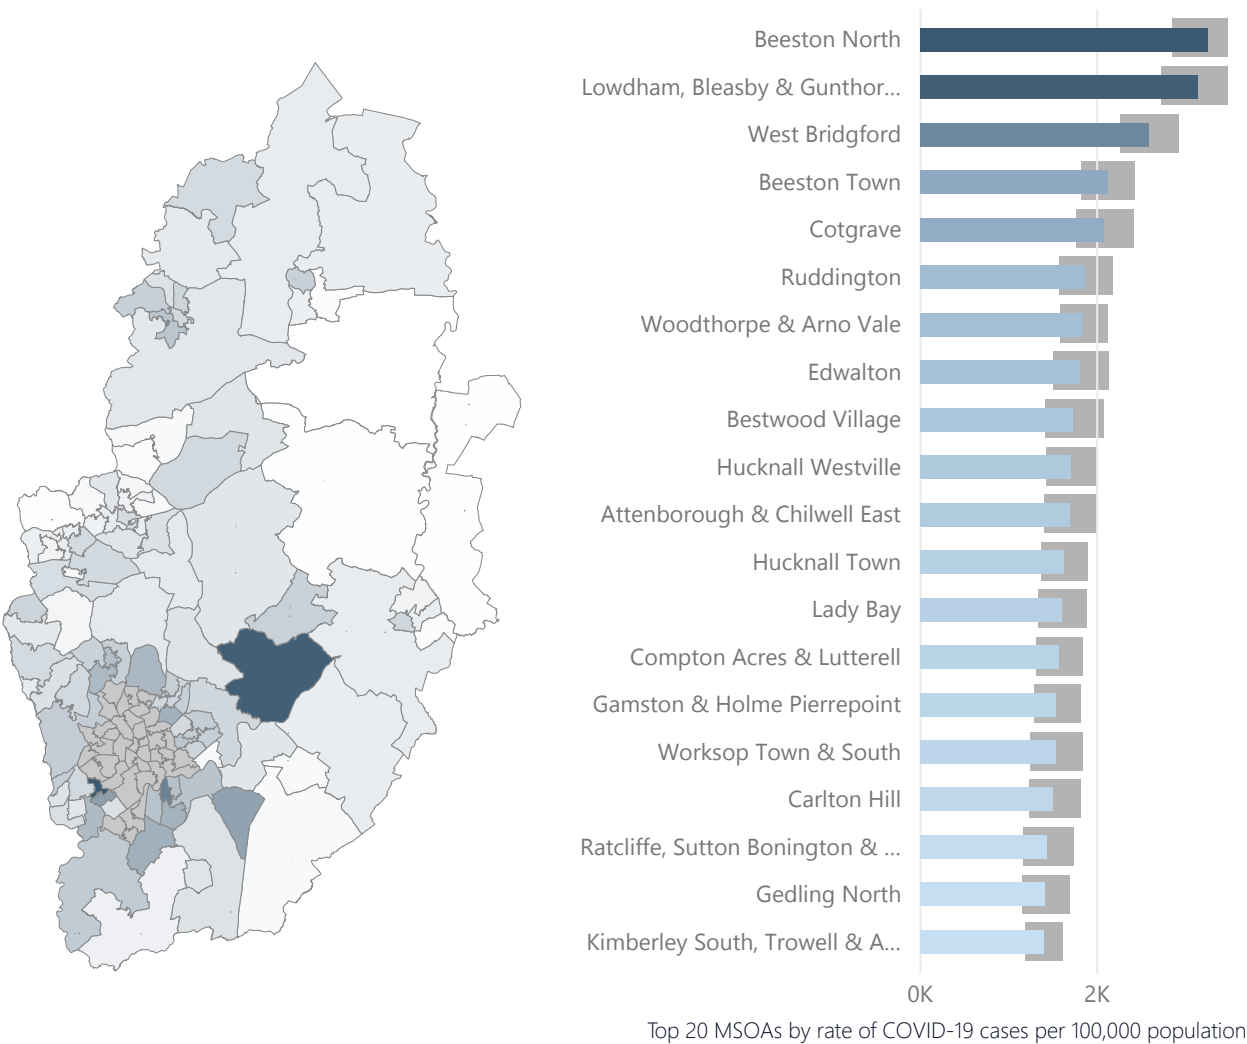 Beeston North
Lowdham, Bleasby & Gunthor...
West Bridgford
Beeston Town
Cotgrave
Ruddington
Woodthorpe & Arno Vale
Edwalton
Bestwood Village
Hucknall Westville
Attenborough & Chilwell East
Hucknall Town
Lady Bay
Compton Acres & Lutterell
Gamston & Holme Pierrepoint
Worksop Town & South
Carlton Hill
Ratcliffe, Sutton Bonington & ...
Gedling North
Kimberley South, Trowell & A...
0K 2K
Top 20 MSOAs by rate of COVID-19 cases per 100,000 population